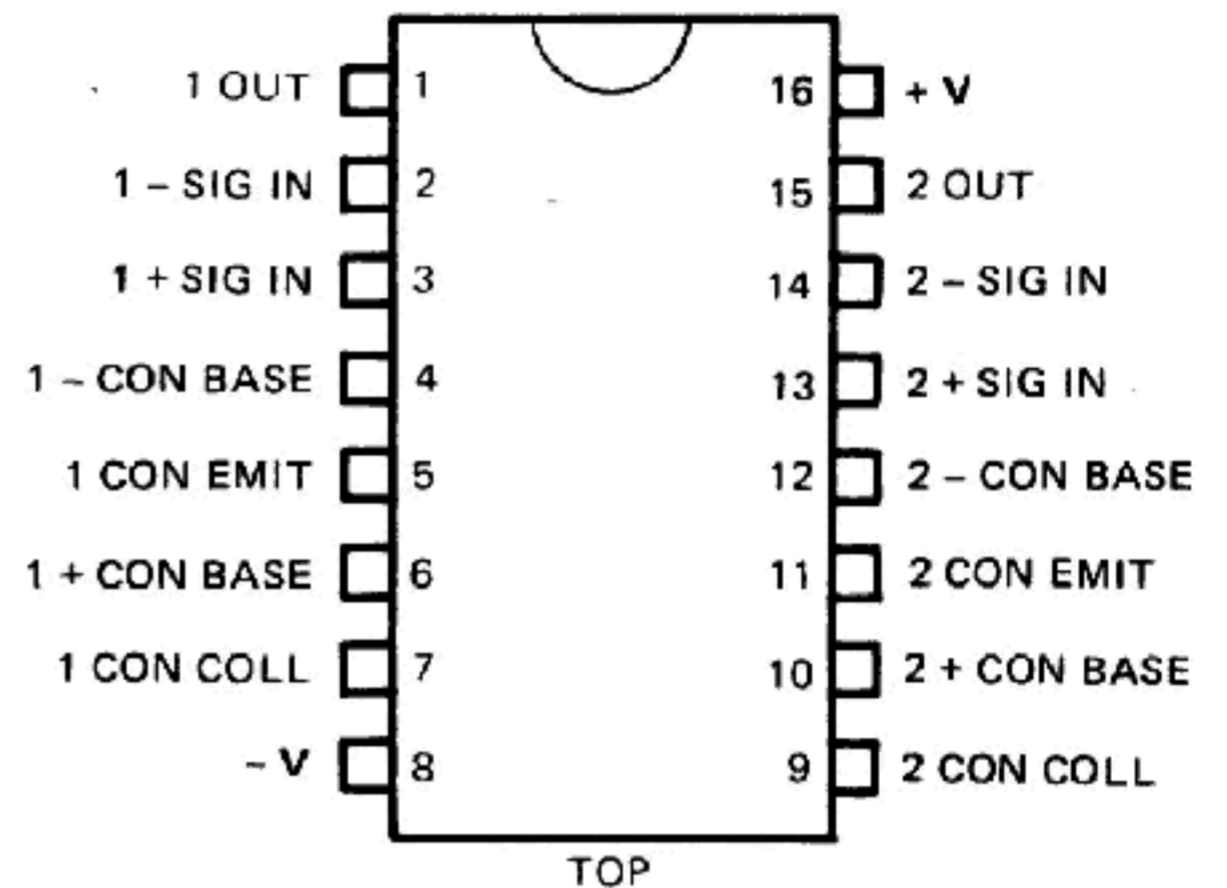 1 OUT 1 16 + V
1 – SIG IN 2 15 2 OUT
1 + SIG IN 3 14 2 – SIG IN
1 – CON BASE 4 13 2 + SIG IN
1 CON EMIT 5 12 2 – CON BASE
1 + CON BASE 6 11 2 CON EMIT
1 CON COLL 7 10 2 + CON BASE
– V 8 9 2 CON COLL
TOP